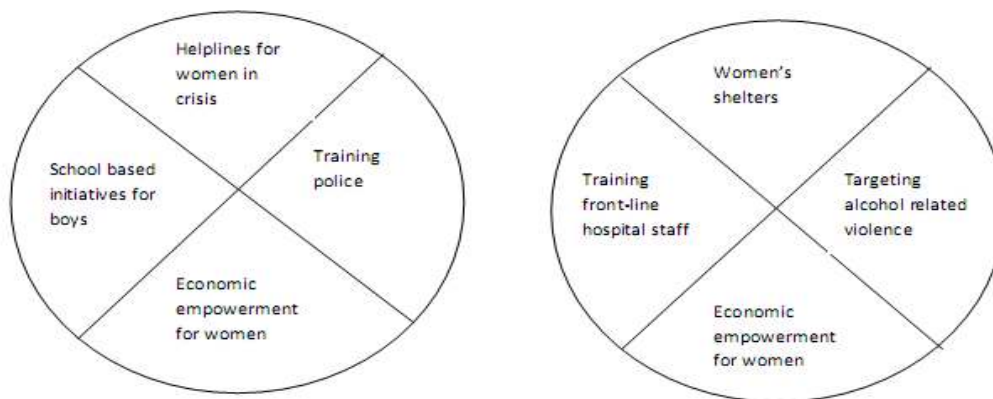 Helplines for
women in
crisis
School based
initiatives for
boys
Training
police
Economic
empowerment
for women
Women's
shelters
Training
front-line
hospital staff
Targeting
alcohol related
violence
Economic
empowerment
for women